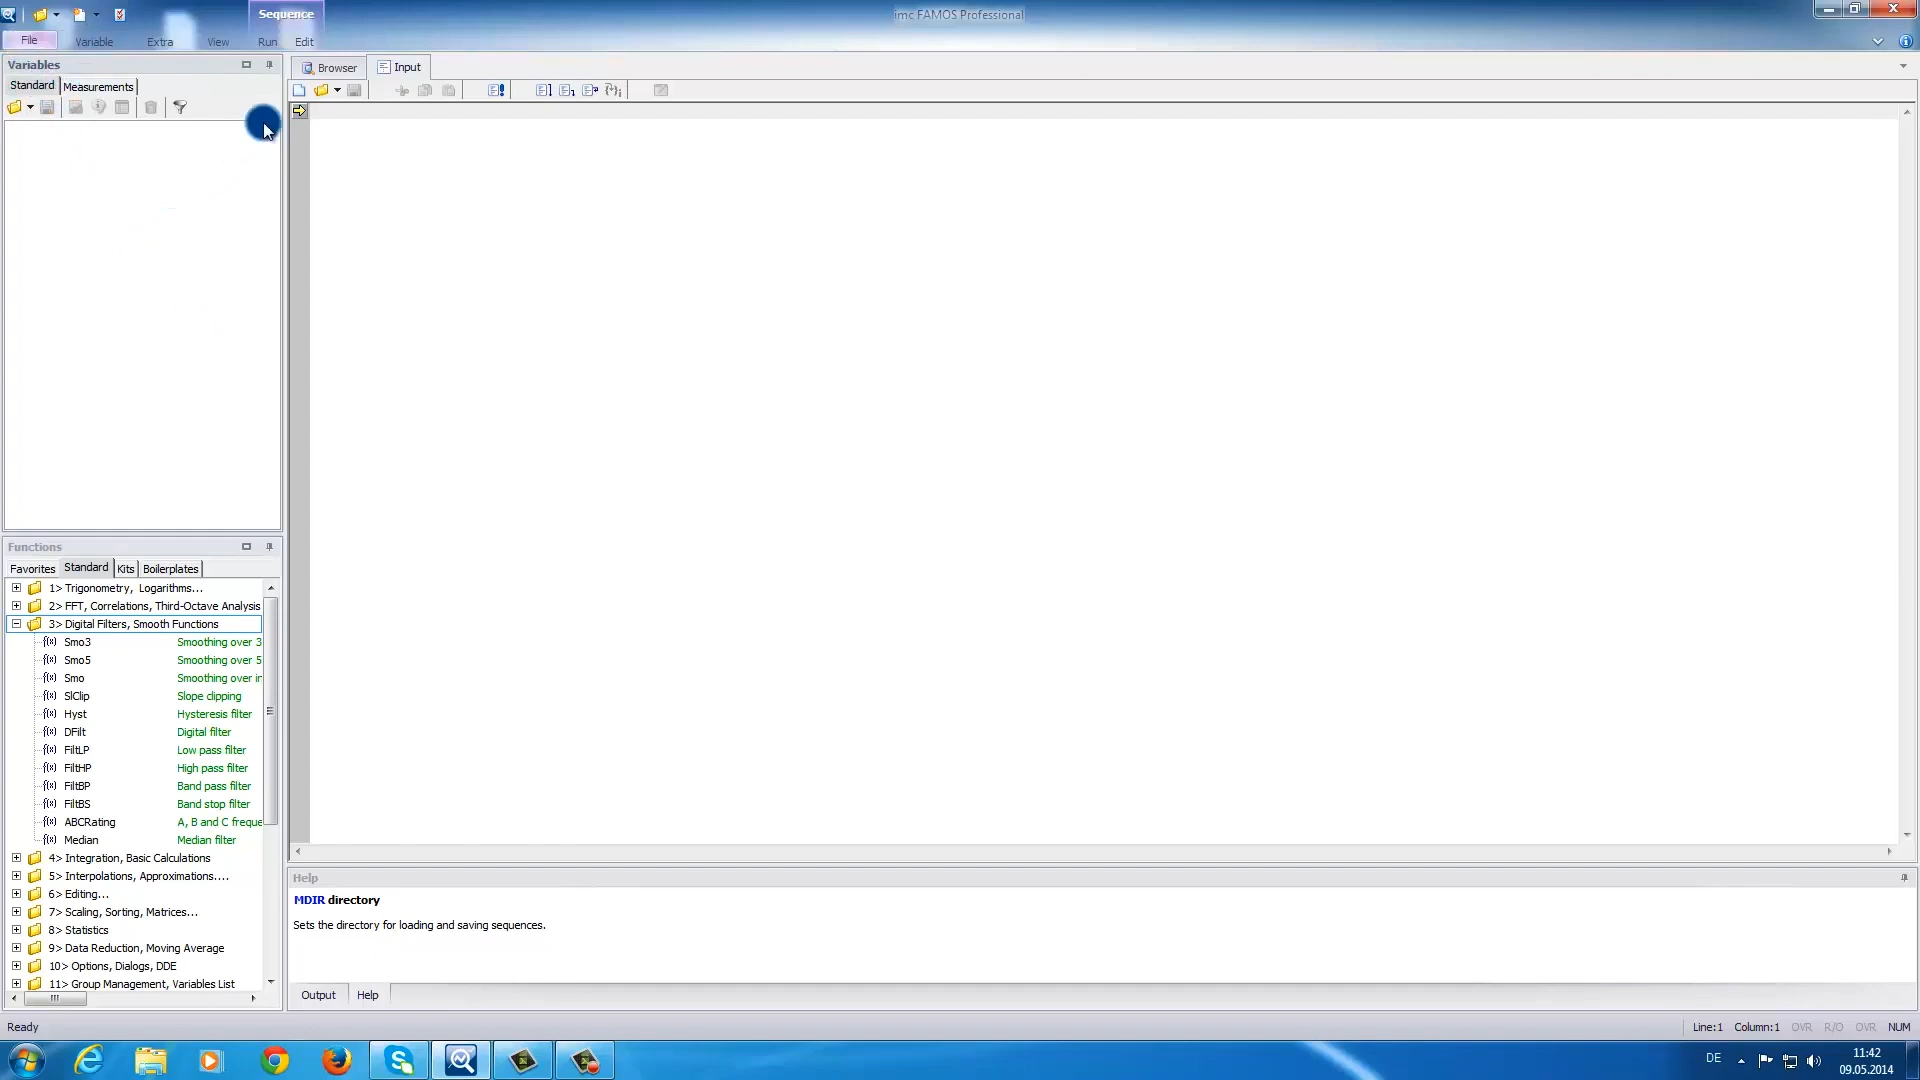 Sequence
imc FAMOS Professional
File Variable Extra View Run Edit
Variables
Standard Measurements
Browser Input
Functions
Favorites Standard Kits Boilerplates
1> Trigonometry, Logarithms...
2> FFT, Correlations, Third-Octave Analysis
3> Digital Filters, Smooth Functions
Smo3 Smoothing over 3
Smo5 Smoothing over 5
Smo Smoothing over in
SlClip Slope clipping
Hyst Hysteresis filter
DFilt Digital filter
FiltLP Low pass filter
FiltHP High pass filter
FiltBP Band pass filter
FiltBS Band stop filter
ABCRating A, B and C freque
Median Median filter
4> Integration, Basic Calculations
5> Interpolations, Approximations....
6> Editing...
7> Scaling, Sorting, Matrices...
8> Statistics
9> Data Reduction, Moving Average
10> Options, Dialogs, DDE
11> Group Management, Variables List
Help
MDIR directory
Sets the directory for loading and saving sequences.
Output Help
Ready
Line:1 Column:1 OVR R/O OVR NUM
DE
11:42
09.05.2014